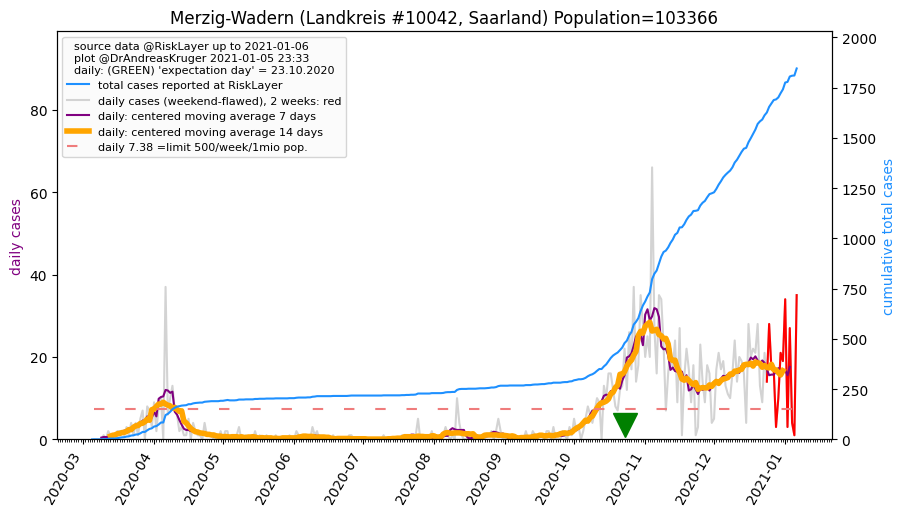 Merzig-Wadern (Landkreis #10042, Saarland) Population=103366
source data @RiskLayer up to 2021-01-06
plot @DrAndreasKruger 2021-01-05 23:33
daily: (GREEN) 'expectation day' = 23.10.2020
total cases reported at RiskLayer
daily cases (weekend-flawed), 2 weeks: red
daily: centered moving average 7 days
daily: centered moving average 14 days
daily 7.38 =limit 500/week/1mio pop.
daily cases
80
60
40
20
0
cumulative total cases
2000
1750
1500
1250
1000
750
500
250
0
2020-03
2020-04
2020-05
2020-06
2020-07
2020-08
2020-09
2020-10
2020-11
2020-12
2021-01